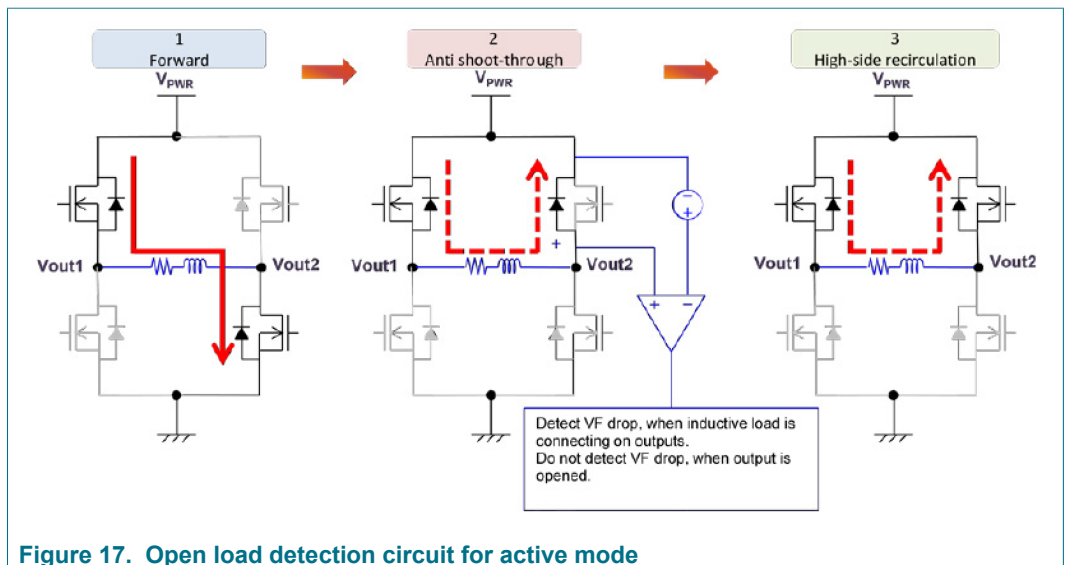 1
Forward
2
Anti shoot-through
3
High-side recirculation
VPWR
VPWR
VPWR
−
+
+
Vout1
Vout2
Vout1
Vout2
Vout1
Vout2
+
−
Detect VF drop, when inductive load is
connecting on outputs.
Do not detect VF drop, when output is
opened.
Figure 17. Open load detection circuit for active mode